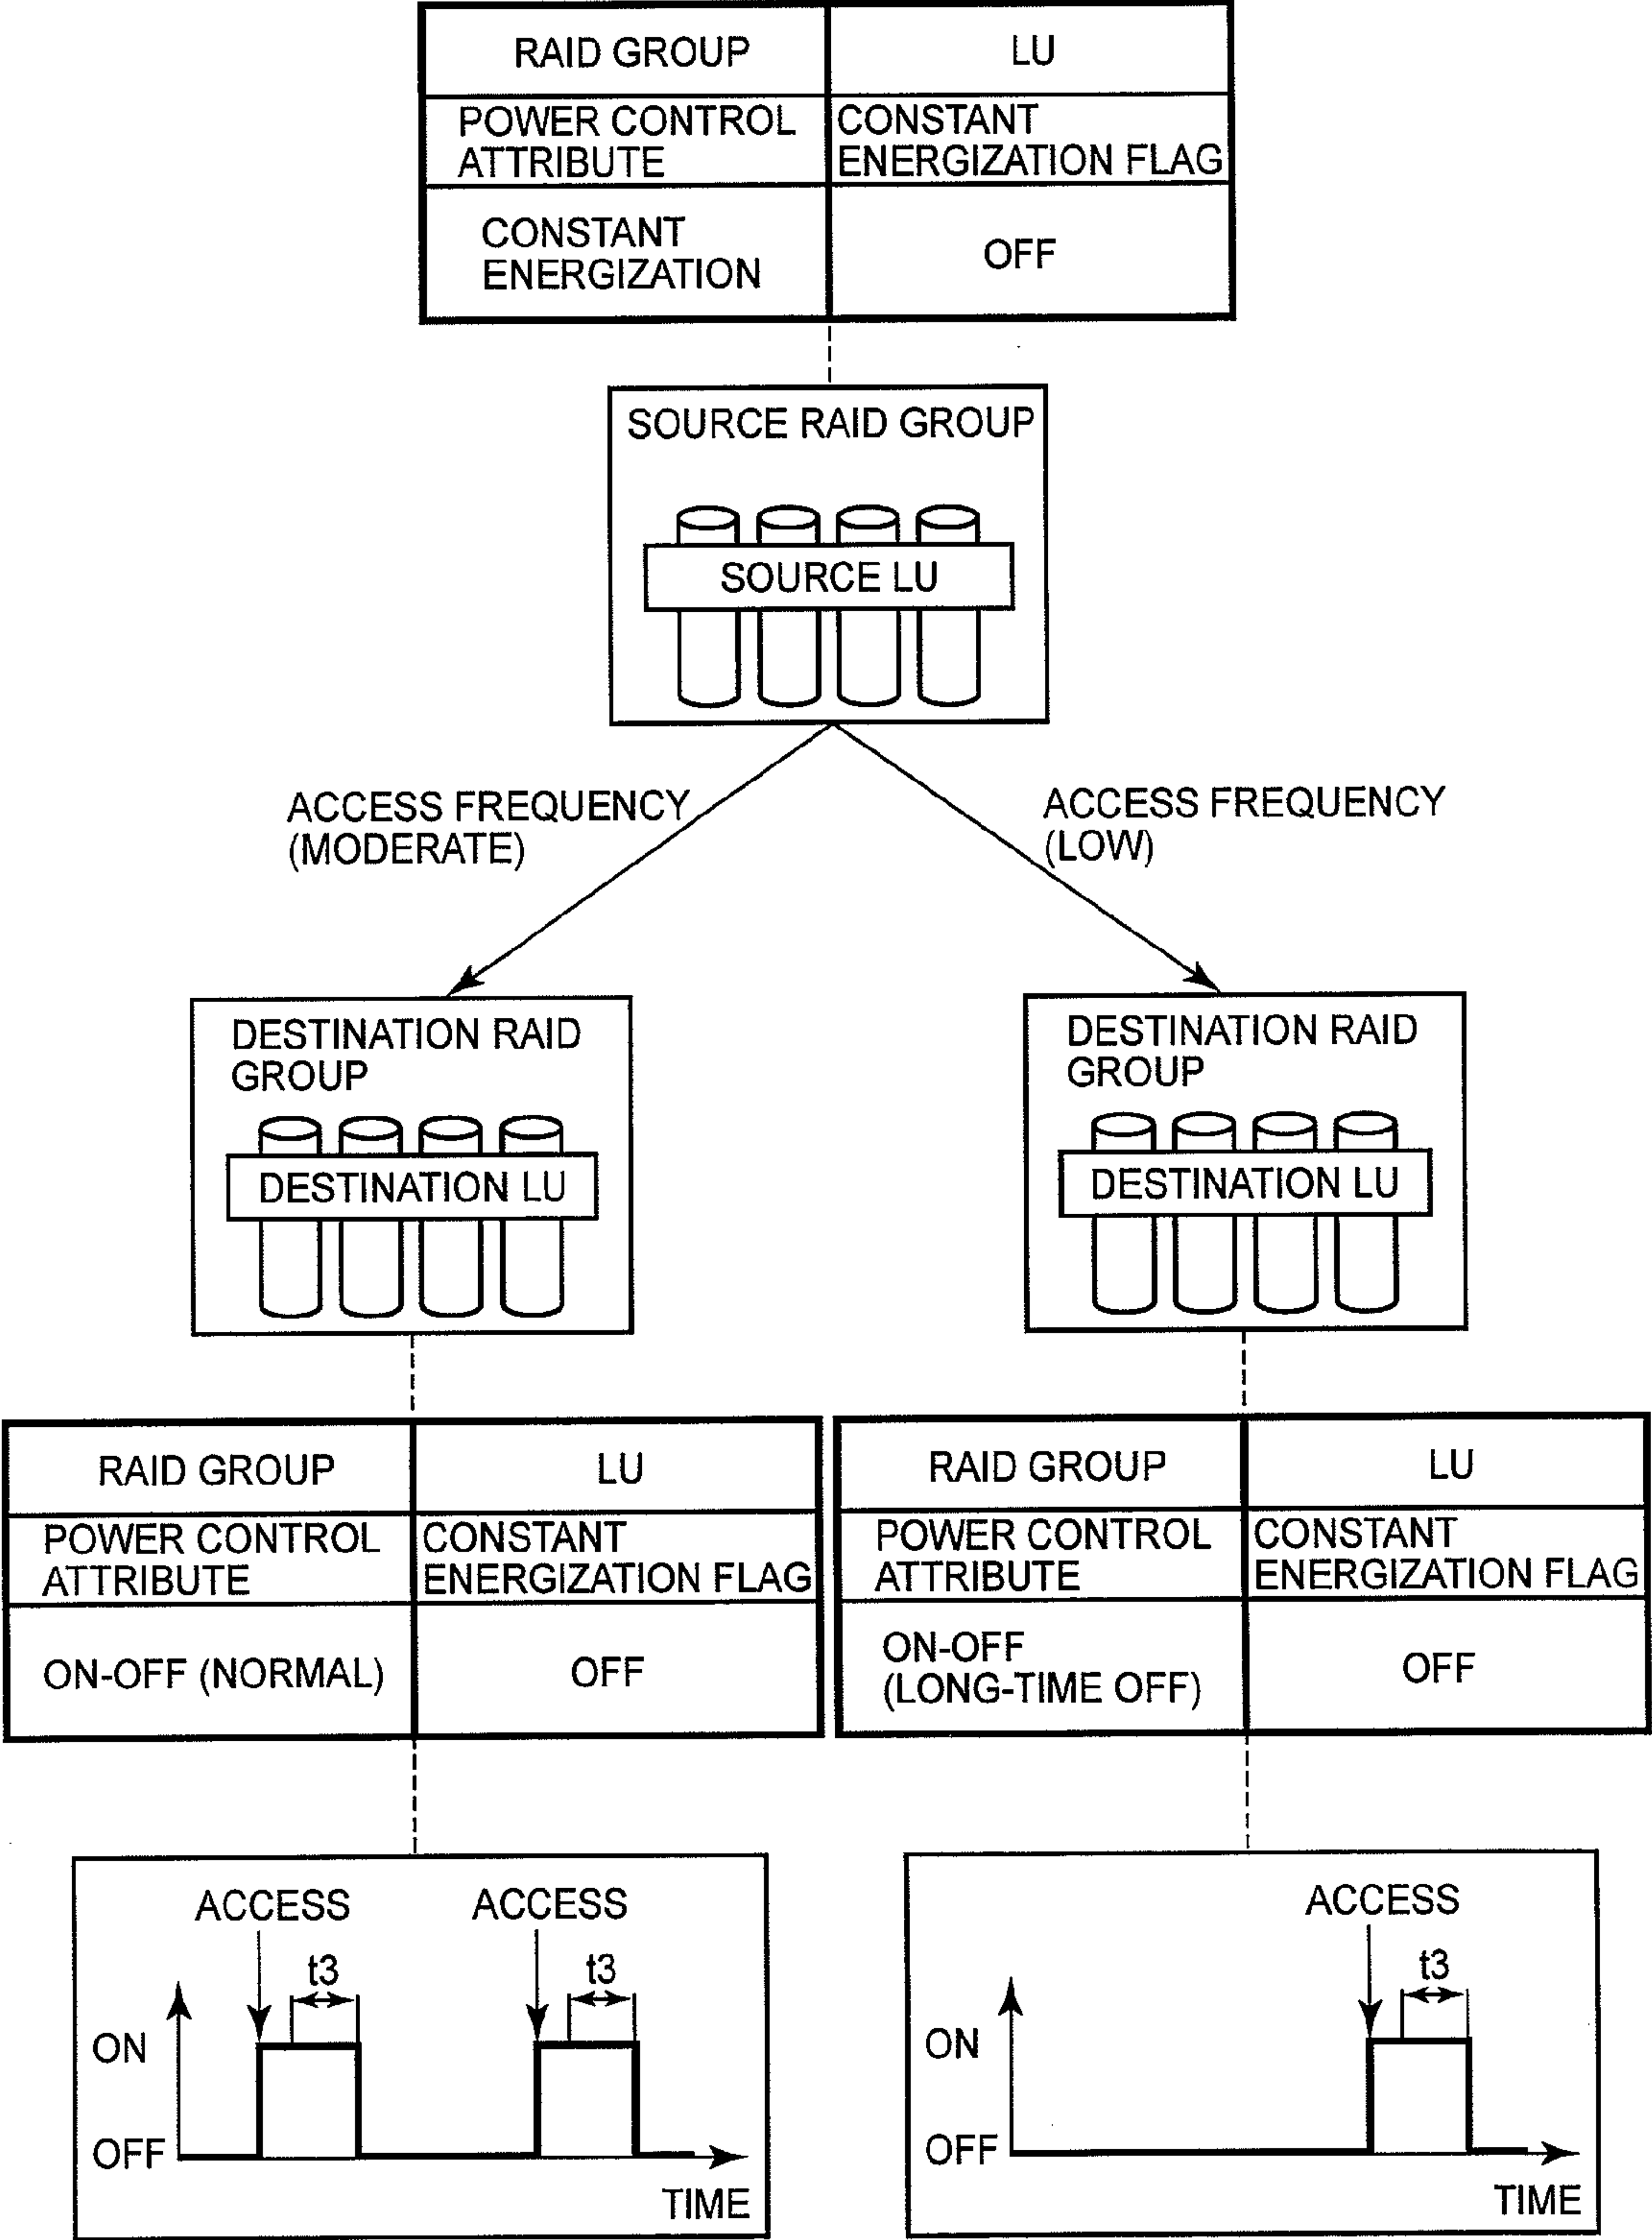 RAID GROUP
LU
POWER CONTROL
ATTRIBUTE
CONSTANT
ENERGIZATION FLAG
CONSTANT
ENERGIZATION
OFF
SOURCE RAID GROUP
SOURCE LU
ACCESS FREQUENCY
(MODERATE)
ACCESS FREQUENCY
(LOW)
DESTINATION RAID
GROUP
DESTINATION LU
DESTINATION RAID
GROUP
DESTINATION LU
RAID GROUP
LU
POWER CONTROL
ATTRIBUTE
CONSTANT
ENERGIZATION FLAG
ON-OFF (NORMAL)
OFF
RAID GROUP
LU
POWER CONTROL
ATTRIBUTE
CONSTANT
ENERGIZATION FLAG
ON-OFF
(LONG-TIME OFF)
OFF
ACCESS
ACCESS
t3
t3
ON
OFF
TIME
ACCESS
t3
ON
OFF
TIME